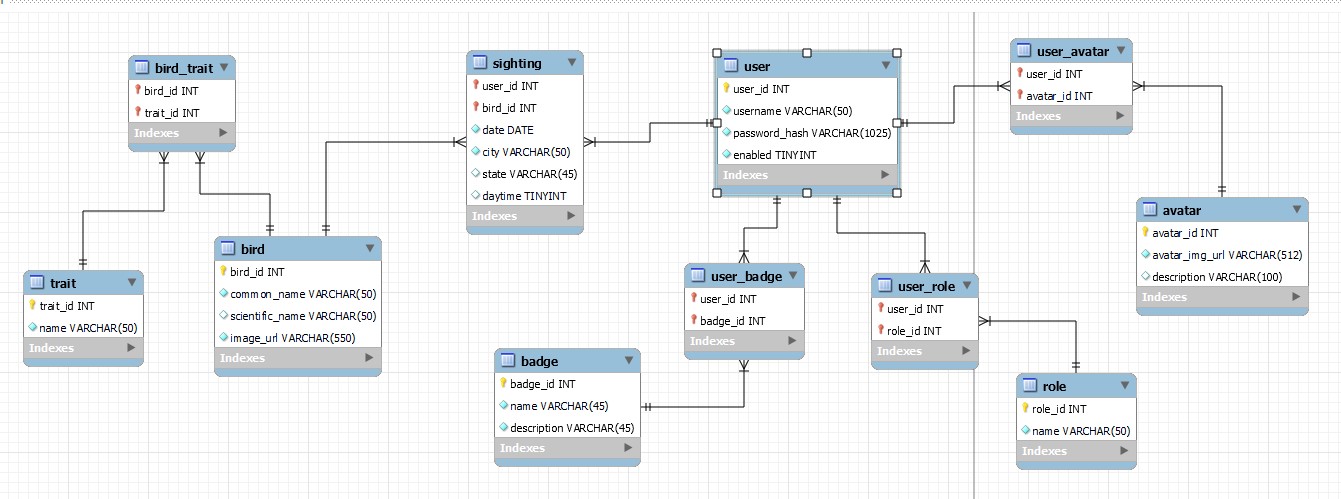 bird_trait
bird_id INT
trait_id INT
Indexes
sighting
user_id INT
bird_id INT
date DATE
city VARCHAR(50)
state VARCHAR(45)
daytime TINYINT
Indexes
user
user_id INT
username VARCHAR(50)
password_hash VARCHAR(1025)
enabled TINYINT
Indexes
user_avatar
user_id INT
avatar_id INT
Indexes
avatar
avatar_id INT
avatar_img_url VARCHAR(512)
description VARCHAR(100)
Indexes
trait
trait_id INT
name VARCHAR(50)
Indexes
bird
bird_id INT
common_name VARCHAR(50)
scientific_name VARCHAR(50)
image_url VARCHAR(550)
Indexes
user_badge
user_id INT
badge_id INT
Indexes
user_role
user_id INT
role_id INT
Indexes
badge
badge_id INT
name VARCHAR(45)
description VARCHAR(45)
Indexes
role
role_id INT
name VARCHAR(50)
Indexes